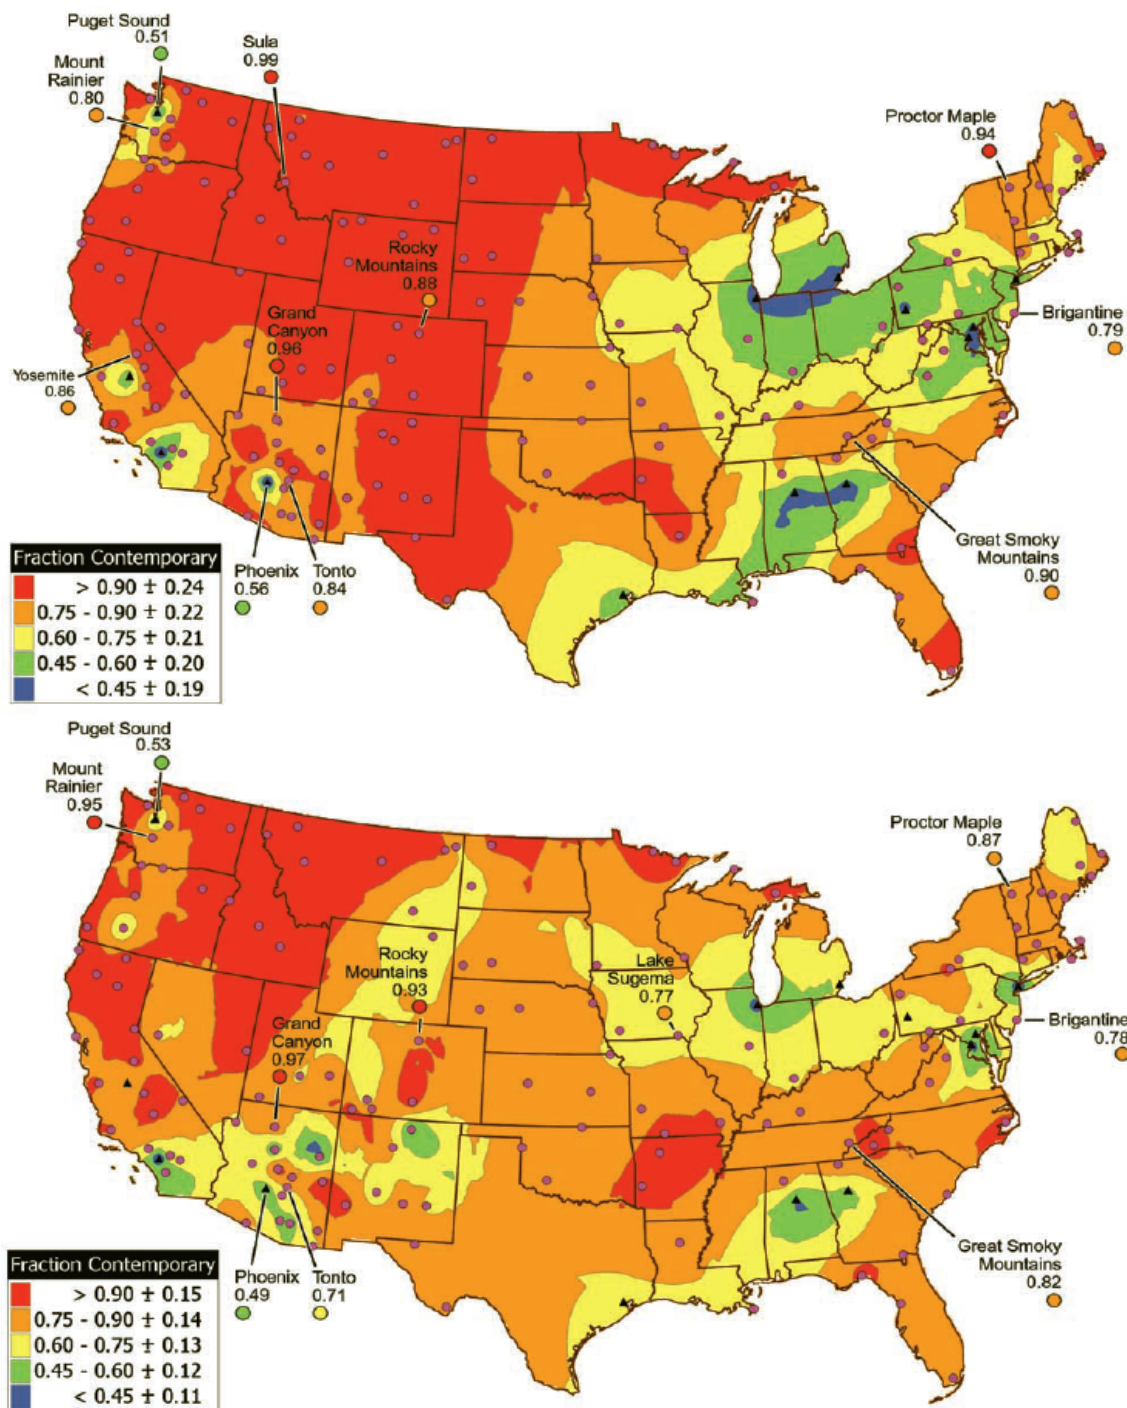 Puget Sound
0.51
Sula
0.99
Mount
Rainier
0.80
Proctor Maple
0.94
Rocky
Mountains
0.88
Grand
Canyon
0.96
Brigantine
0.79
Yosemite
0.86
Great Smoky
Mountains
0.90
Phoenix
0.56
Tonto
0.84
Fraction Contemporary
> 0.90 ± 0.24
0.75 - 0.90 ± 0.22
0.60 - 0.75 ± 0.21
0.45 - 0.60 ± 0.20
< 0.45 ± 0.19
Puget Sound
0.53
Mount
Rainier
0.95
Proctor Maple
0.87
Rocky
Mountains
0.93
Lake
Sugema
0.77
Grand
Canyon
0.97
Brigantine
0.78
Great Smoky
Mountains
0.82
Phoenix
0.49
Tonto
0.71
Fraction Contemporary
> 0.90 ± 0.15
0.75 - 0.90 ± 0.14
0.60 - 0.75 ± 0.13
0.45 - 0.60 ± 0.12
< 0.45 ± 0.11